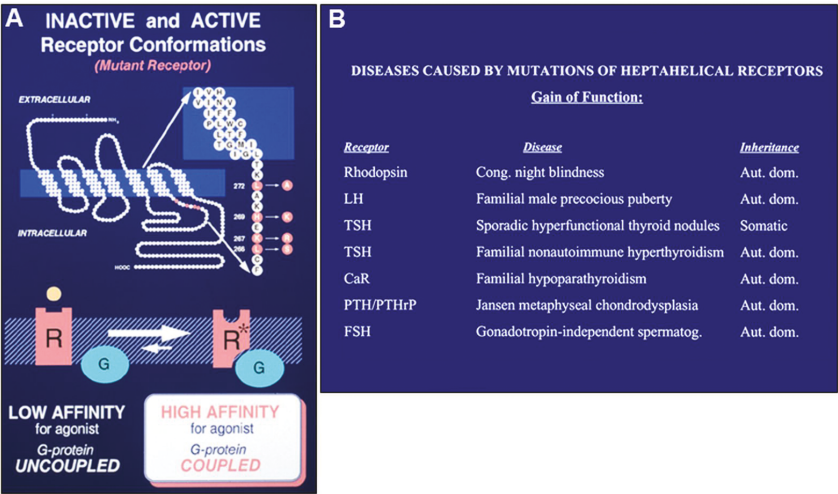 A
INACTIVE and ACTIVE
Receptor Conformations
(Mutant Receptor)
EXTRACELLULAR
NH₂
272
269
267
266
INTRACELLULAR
HOOC
R
G
R*
G
LOW AFFINITY
for agonist
G-protein
UNCOUPLED
HIGH AFFINITY
for agonist
G-protein
COUPLED
B
DISEASES CAUSED BY MUTATIONS OF HEPTAHELICAL RECEPTORS
Gain of Function:
Receptor Disease Inheritance
Rhodopsin Cong. night blindness Aut. dom.
LH Familial male precocious puberty Aut. dom.
TSH Sporadic hyperfunctional thyroid nodules Somatic
TSH Familial nonautoimmune hyperthyroidism Aut. dom.
CaR Familial hypoparathyroidism Aut. dom.
PTH/PTHrP Jansen metaphyseal chondrodysplasia Aut. dom.
FSH Gonadotropin-independent spermatog. Aut. dom.